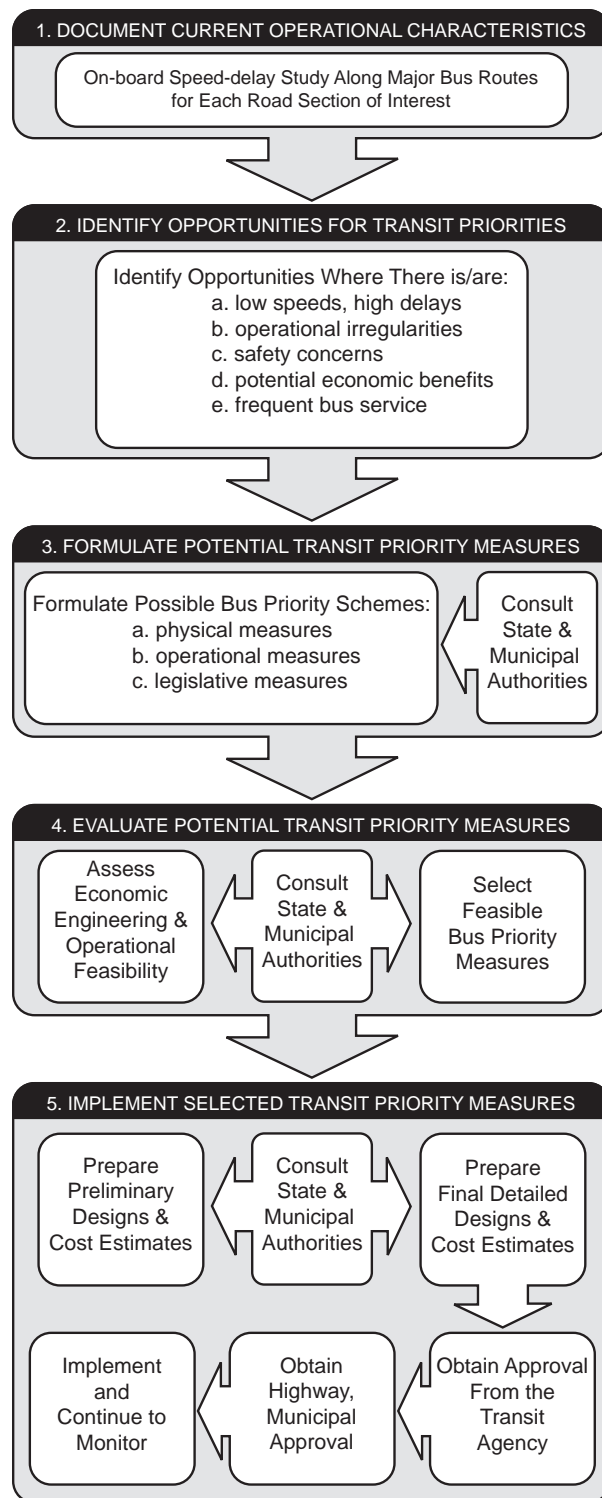 1. DOCUMENT CURRENT OPERATIONAL CHARACTERISTICS
On-board Speed-delay Study Along Major Bus Routes
for Each Road Section of Interest
2. IDENTIFY OPPORTUNITIES FOR TRANSIT PRIORITIES
Identify Opportunities Where There is/are:
a. low speeds, high delays
b. operational irregularities
c. safety concerns
d. potential economic benefits
e. frequent bus service
3. FORMULATE POTENTIAL TRANSIT PRIORITY MEASURES
Formulate Possible Bus Priority Schemes:
a. physical measures
b. operational measures
c. legislative measures
Consult
State &
Municipal
Authorities
4. EVALUATE POTENTIAL TRANSIT PRIORITY MEASURES
Assess
Economic
Engineering &
Operational
Feasibility
Consult
State &
Municipal
Authorities
Select
Feasible
Bus Priority
Measures
5. IMPLEMENT SELECTED TRANSIT PRIORITY MEASURES
Prepare
Preliminary
Designs &
Cost Estimates
Consult
State &
Municipal
Authorities
Prepare
Final Detailed
Designs &
Cost Estimates
Obtain Approval
From the
Transit
Agency
Obtain
Highway,
Municipal
Approval
Implement
and
Continue to
Monitor